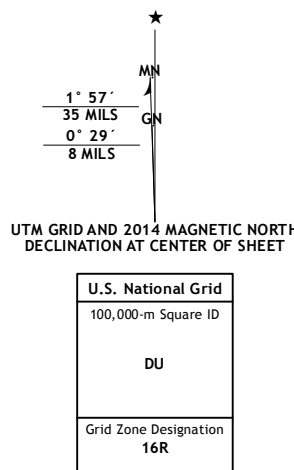 MN
1° 57´
35 MILS
GN
0° 29´
8 MILS
UTM GRID AND 2014 MAGNETIC NORTH
DECLINATION AT CENTER OF SHEET
U.S. National Grid
100,000-m Square ID
DU
Grid Zone Designation
16R